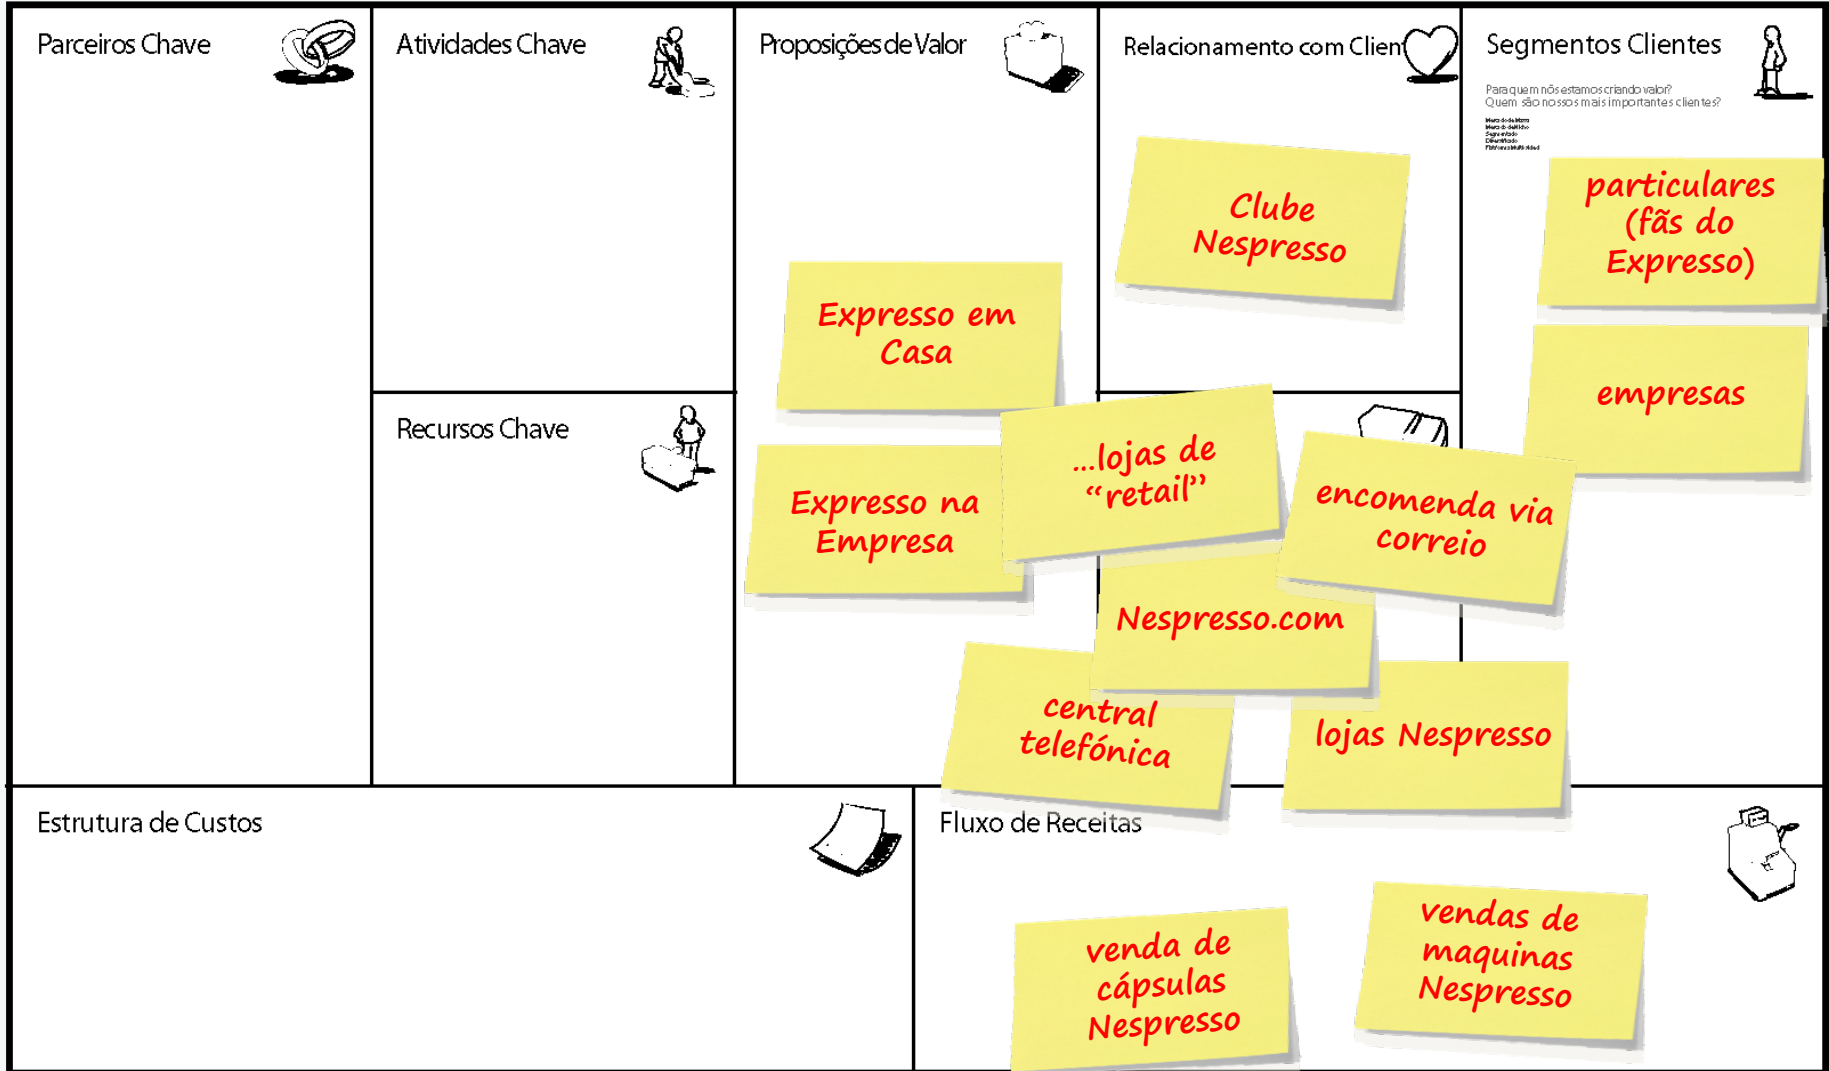 Parceiros Chave
Atividades Chave
Proposições de Valor
Relacionamento com Clien
Segmentos Clientes
Para quem nós estamos criando valor?
Quem são nossos mais importantes clientes?
Clube
Nespresso
particulares
(fãs do
Expresso)
empresas
Expresso em
Casa
Expresso na
Empresa
Recursos Chave
...lojas de
“retail”
encomenda via
correio
Nespresso.com
central
telefónica
lojas Nespresso
Estrutura de Custos
Fluxo de Receitas
venda de
cápsulas
Nespresso
vendas de
maquinas
Nespresso